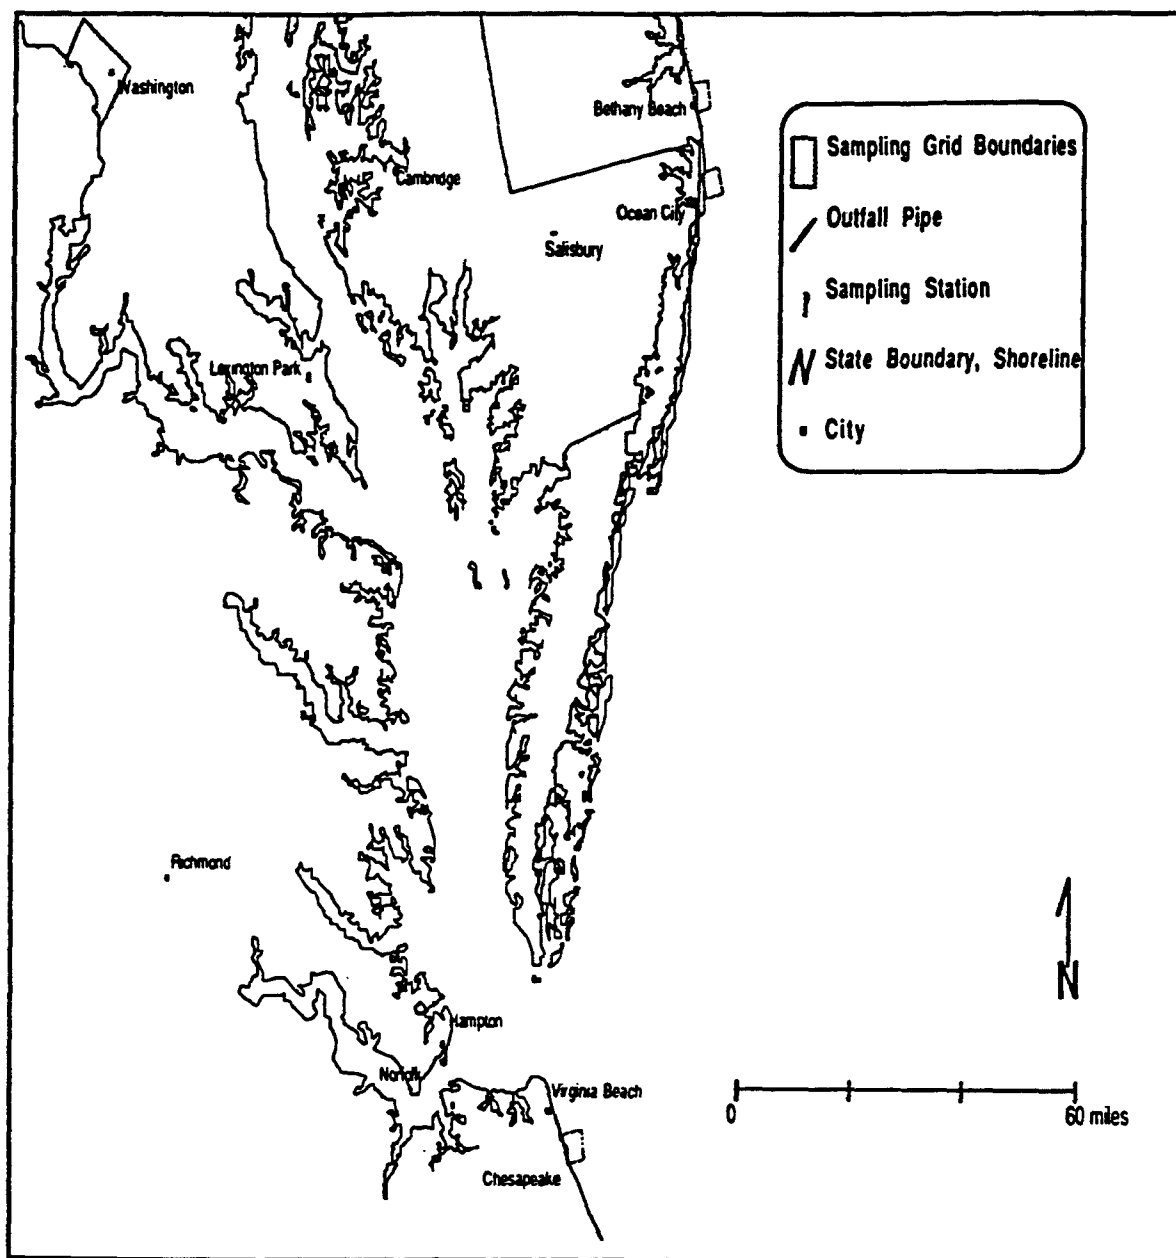 Washington
Bethany Beach
Sampling Grid Boundaries
Cambridge
Ocean City
Outfall Pipe
Salisbury
Sampling Station
Lexington Park
State Boundary, Shoreline
City
Richmond
N
Hampton
Norfolk
Virginia Beach
0
60 miles
Chesapeake